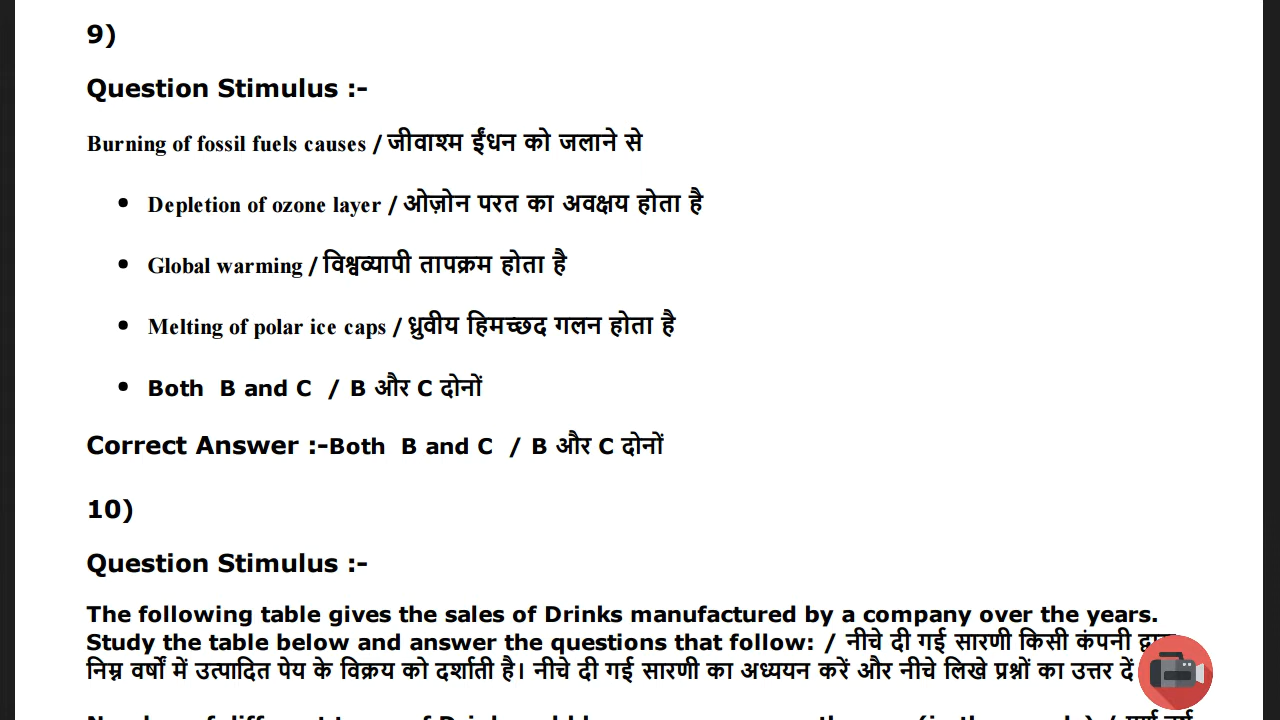 9)
Question Stimulus :-
Burning of fossil fuels causes / जीवाश्म ईंधन को जलाने से
• Depletion of ozone layer / ओज़ोन परत का अवक्षय होता है
• Global warming / विश्वव्यापी तापक्रम होता है
• Melting of polar ice caps / ध्रुवीय हिमच्छद गलन होता है
• Both B and C / B और C दोनों
Correct Answer :-Both B and C / B और C दोनों
10)
Question Stimulus :-
The following table gives the sales of Drinks manufactured by a company over the years.
Study the table below and answer the questions that follow: / नीचे दी गई सारणी किसी कंपनी
निम्न वर्षों में उत्पादित पेय के विक्रय को दर्शाती है। नीचे दी गई सारणी का अध्ययन करें और नीचे लिखे प्रश्नों का उत्तर दें